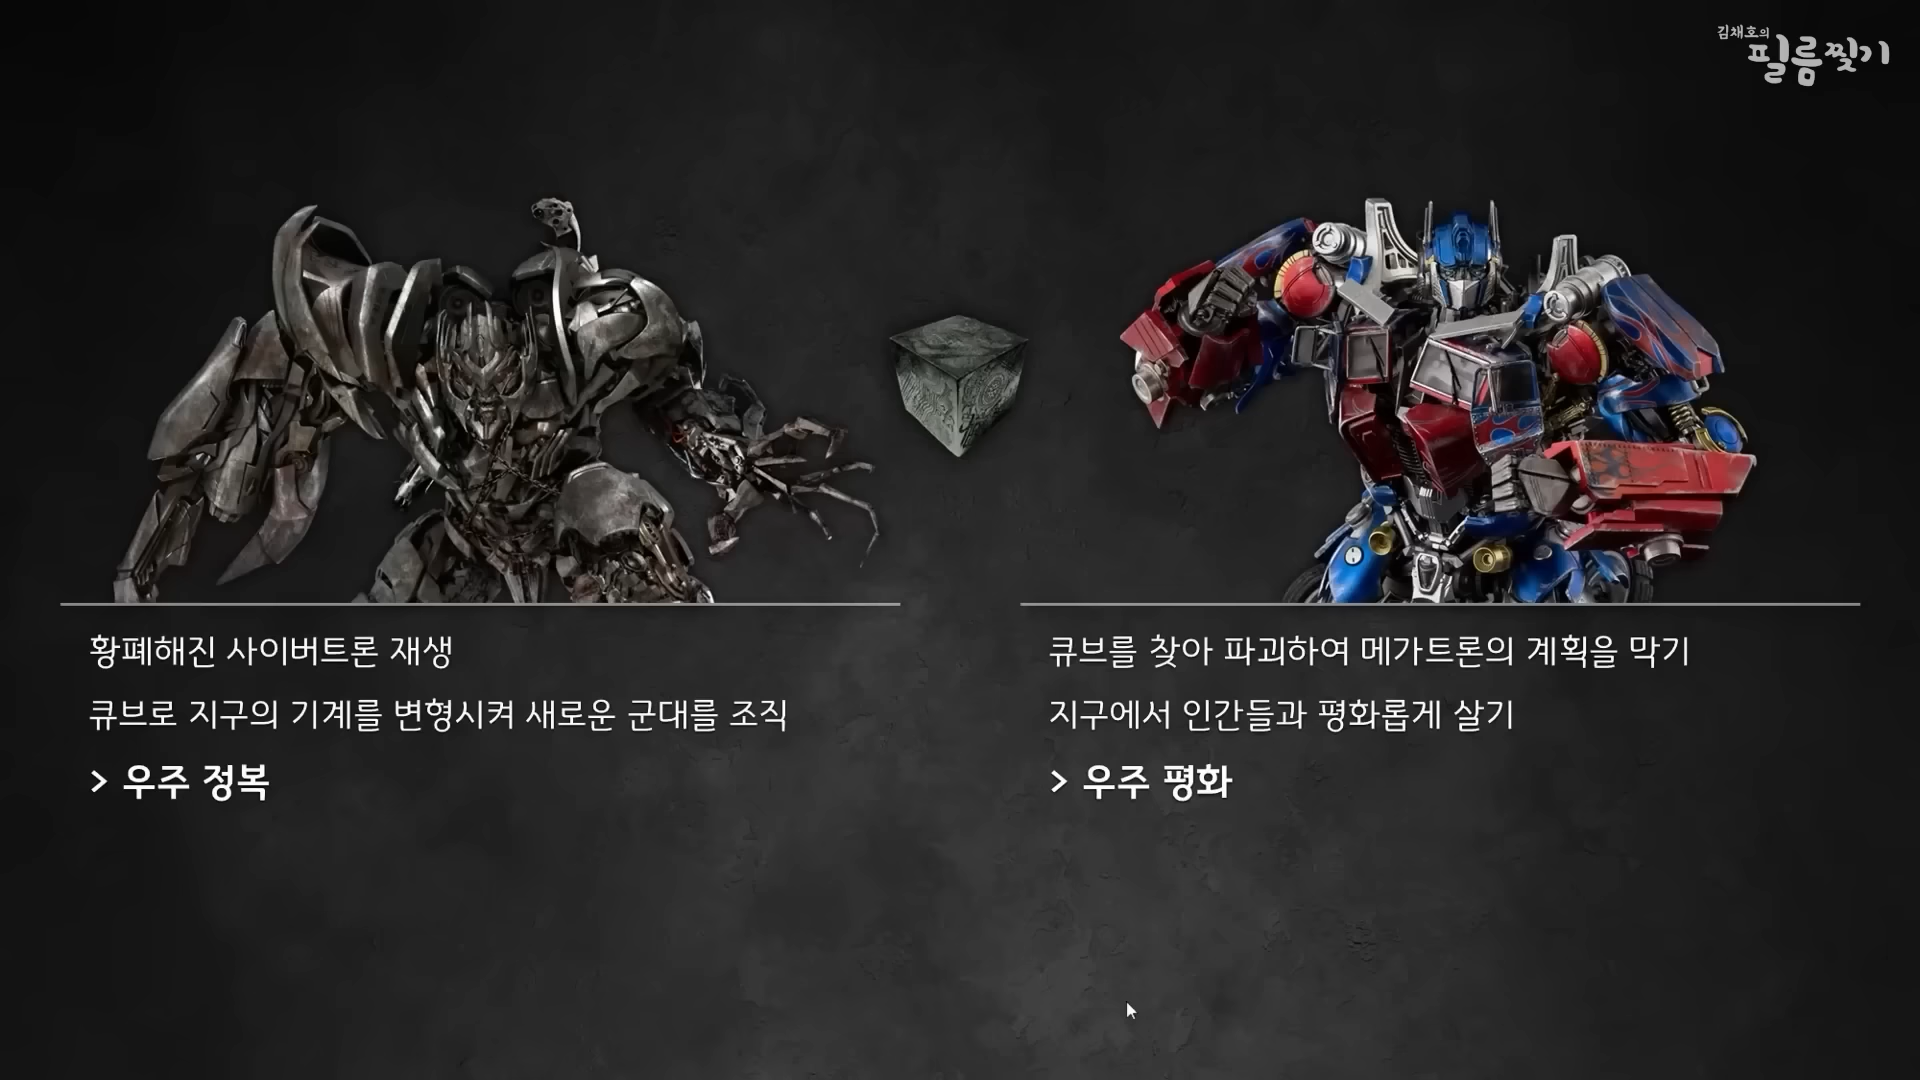 김채호의
필름찢기
황폐해진 사이버트론 재생
큐브로 지구의 기계를 변형시켜 새로운 군대를 조직
> 우주 정복
큐브를 찾아 파괴하여 메가트론의 계획을 막기
지구에서 인간들과 평화롭게 살기
> 우주 평화